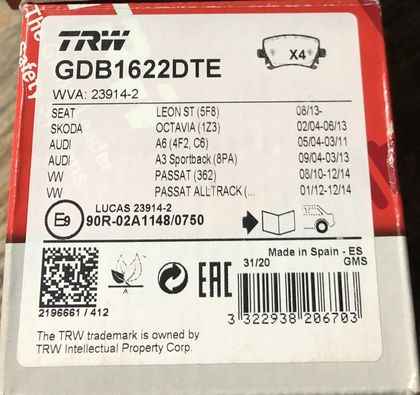 TRW
X4
GDB1622DTE
WVA: 23914-2
SEAT LEON ST (5F8) 08/13-
SKODA OCTAVIA (1Z3) 02/04-06/13
AUDI A6 (4F2, C6) 05/04-03/11
AUDI A3 Sportback (8PA) 09/04-03/13
VW PASSAT (362) 08/10-12/14
VW PASSAT ALLTRACK (... 01/12-12/14
LUCAS 23914-2
E9 90R-02A1148/0750
Made in Spain - ES
31/20 GMS
A
EAC
2196661 / 412
3 322938 206703
The TRW trademark is owned by
TRW Intellectual Property Corp.
Safety